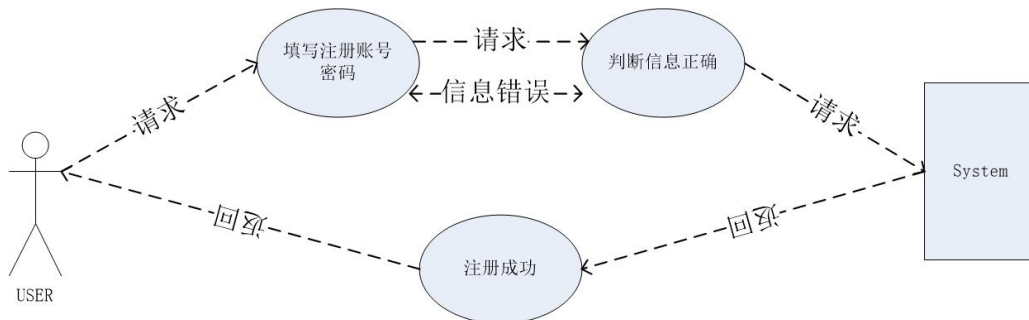 填写注册账号
密码
请求
判断信息正确
信息错误
请求
请求
System
返回
返回
注册成功
USER